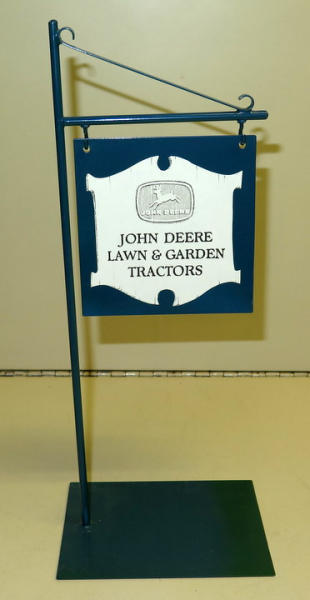 JOHN DEERE
JOHN DEERE
LAWN & GARDEN
TRACTORS